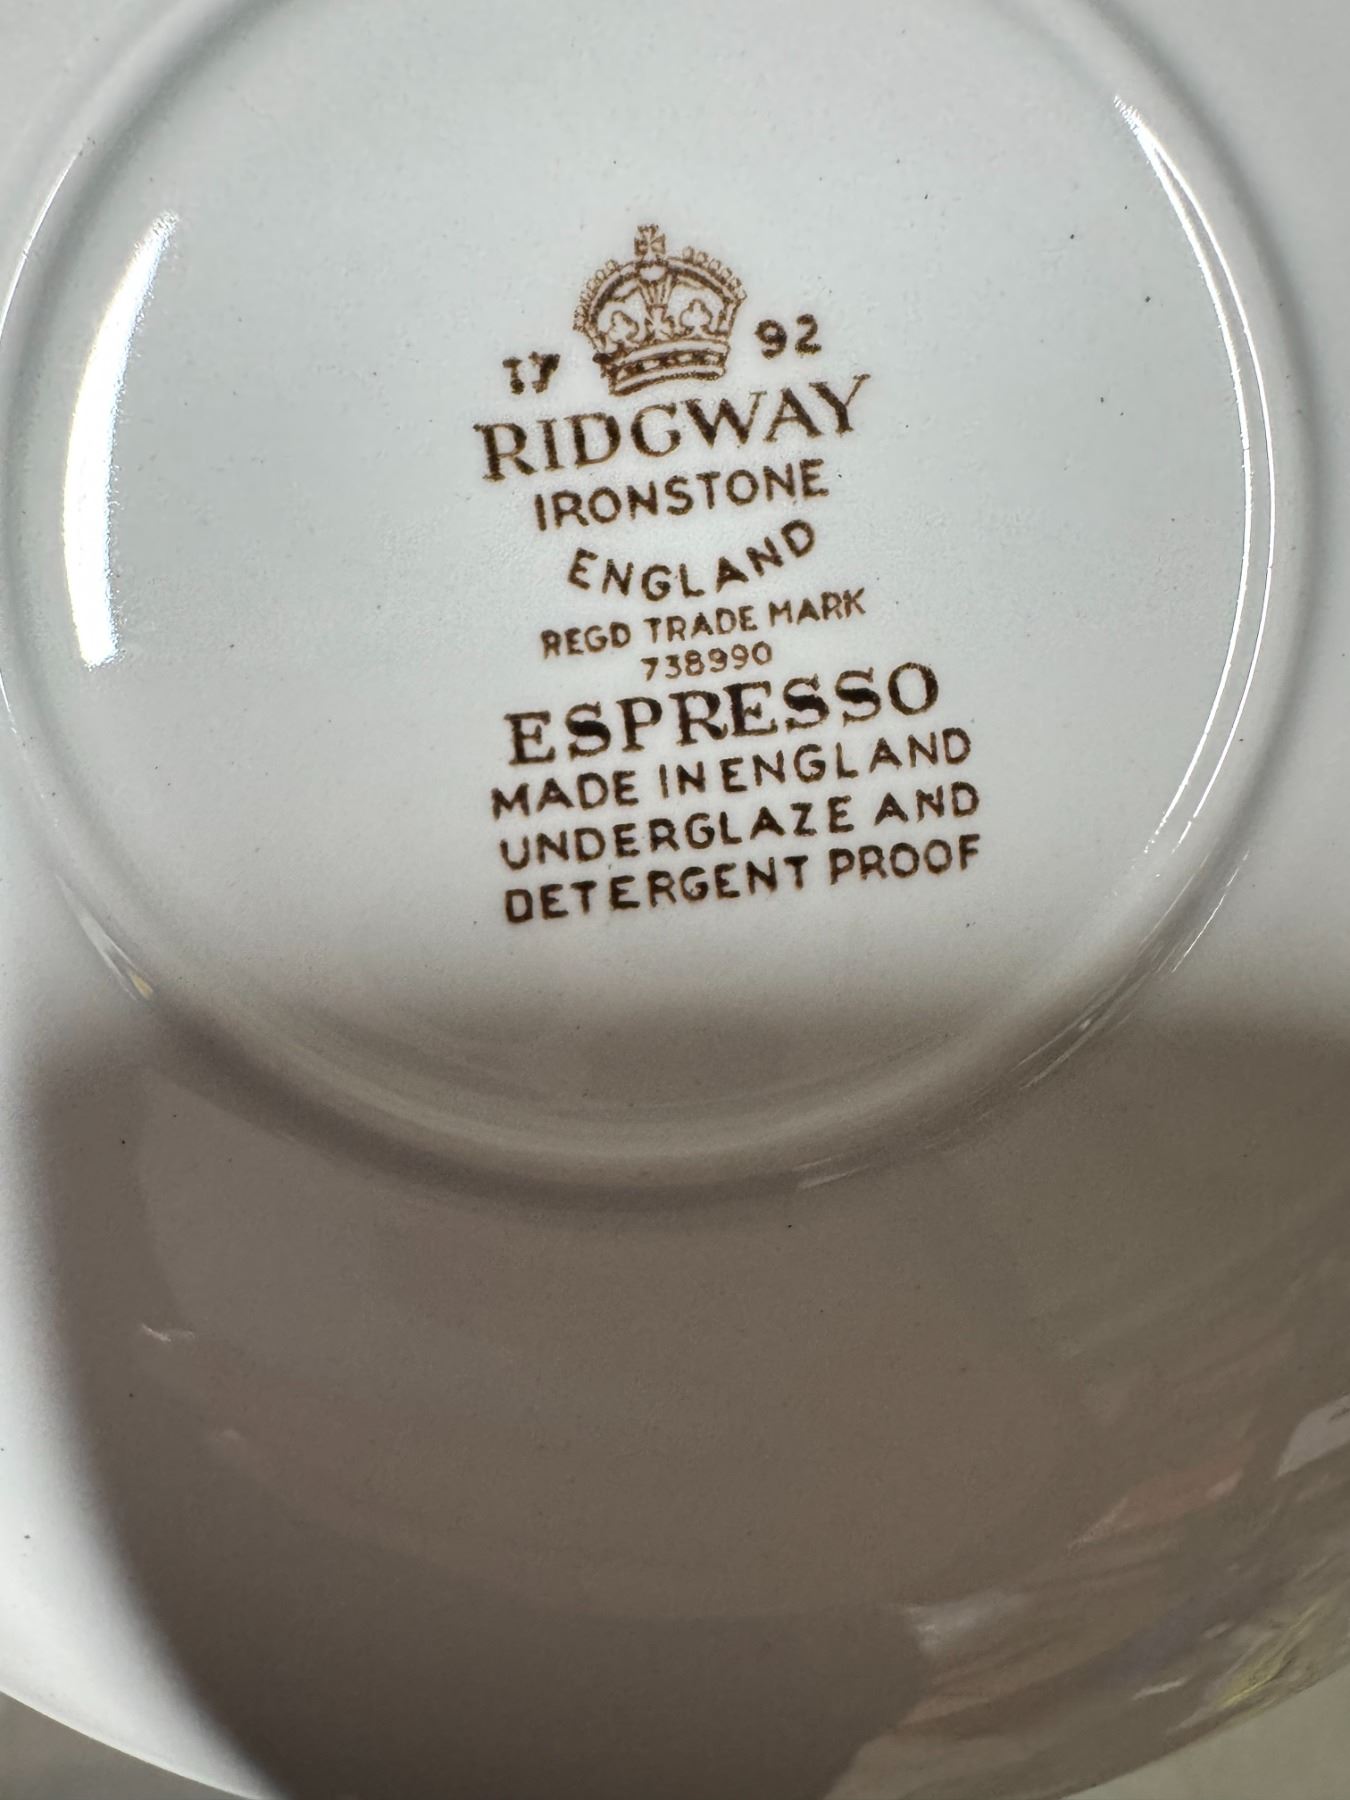 17 92
RIDGWAY
IRONSTONE
ENGLAND
REGD TRADE MARK
738990
ESPRESSO
MADE IN ENGLAND
UNDERGLAZE AND
DETERGENT PROOF